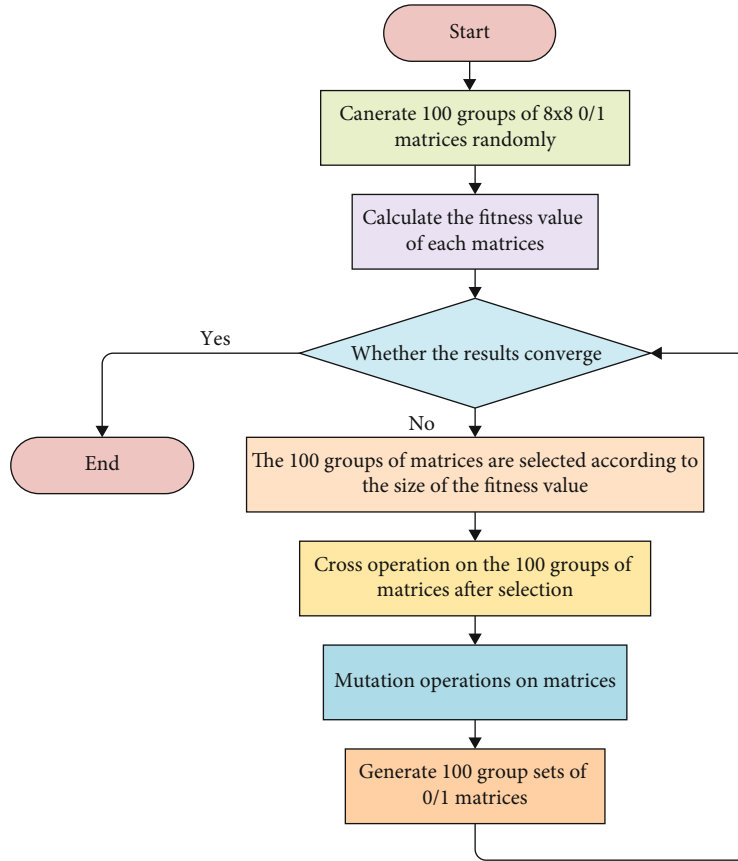 Start
Canerate 100 groups of 8x8 0/1
matrices randomly
Calculate the fitness value
of each matrices
Yes
Whether the results converge
No
End
The 100 groups of matrices are selected according to
the size of the fitness value
Cross operation on the 100 groups of
matrices after selection
Mutation operations on matrices
Generate 100 group sets of
0/1 matrices